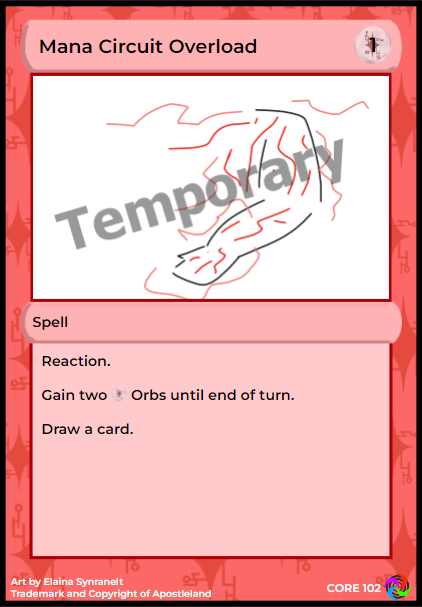 Mana Circuit Overload
1
Temporary
Spell
Reaction.
Gain two Orbs until end of turn.
Draw a card.
Art by Elaina Synranelt
Trademark and Copyright of Apostleland
CORE 102